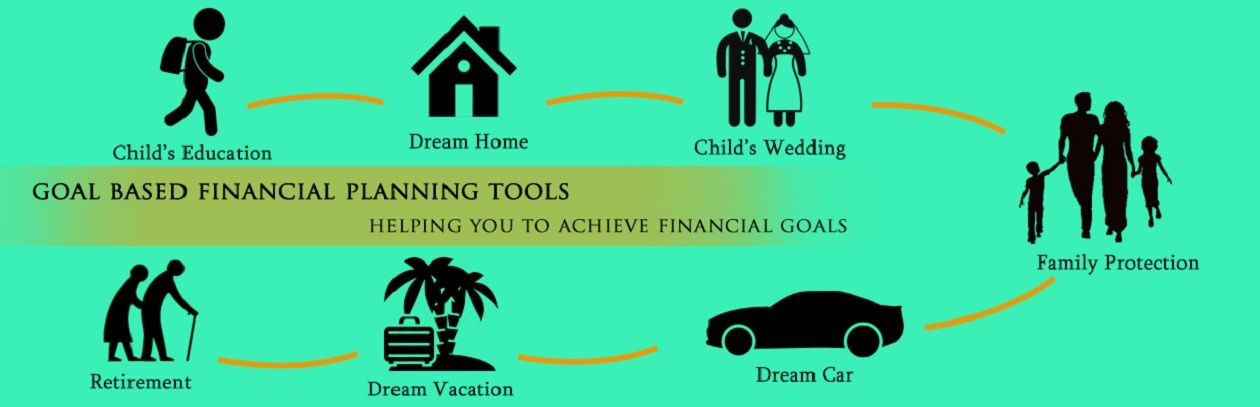 Child's Education
Dream Home
Child's Wedding
GOAL BASED FINANCIAL PLANNING TOOLS
HELPING YOU TO ACHIEVE FINANCIAL GOALS
Family Protection
Retirement
Dream Vacation
Dream Car